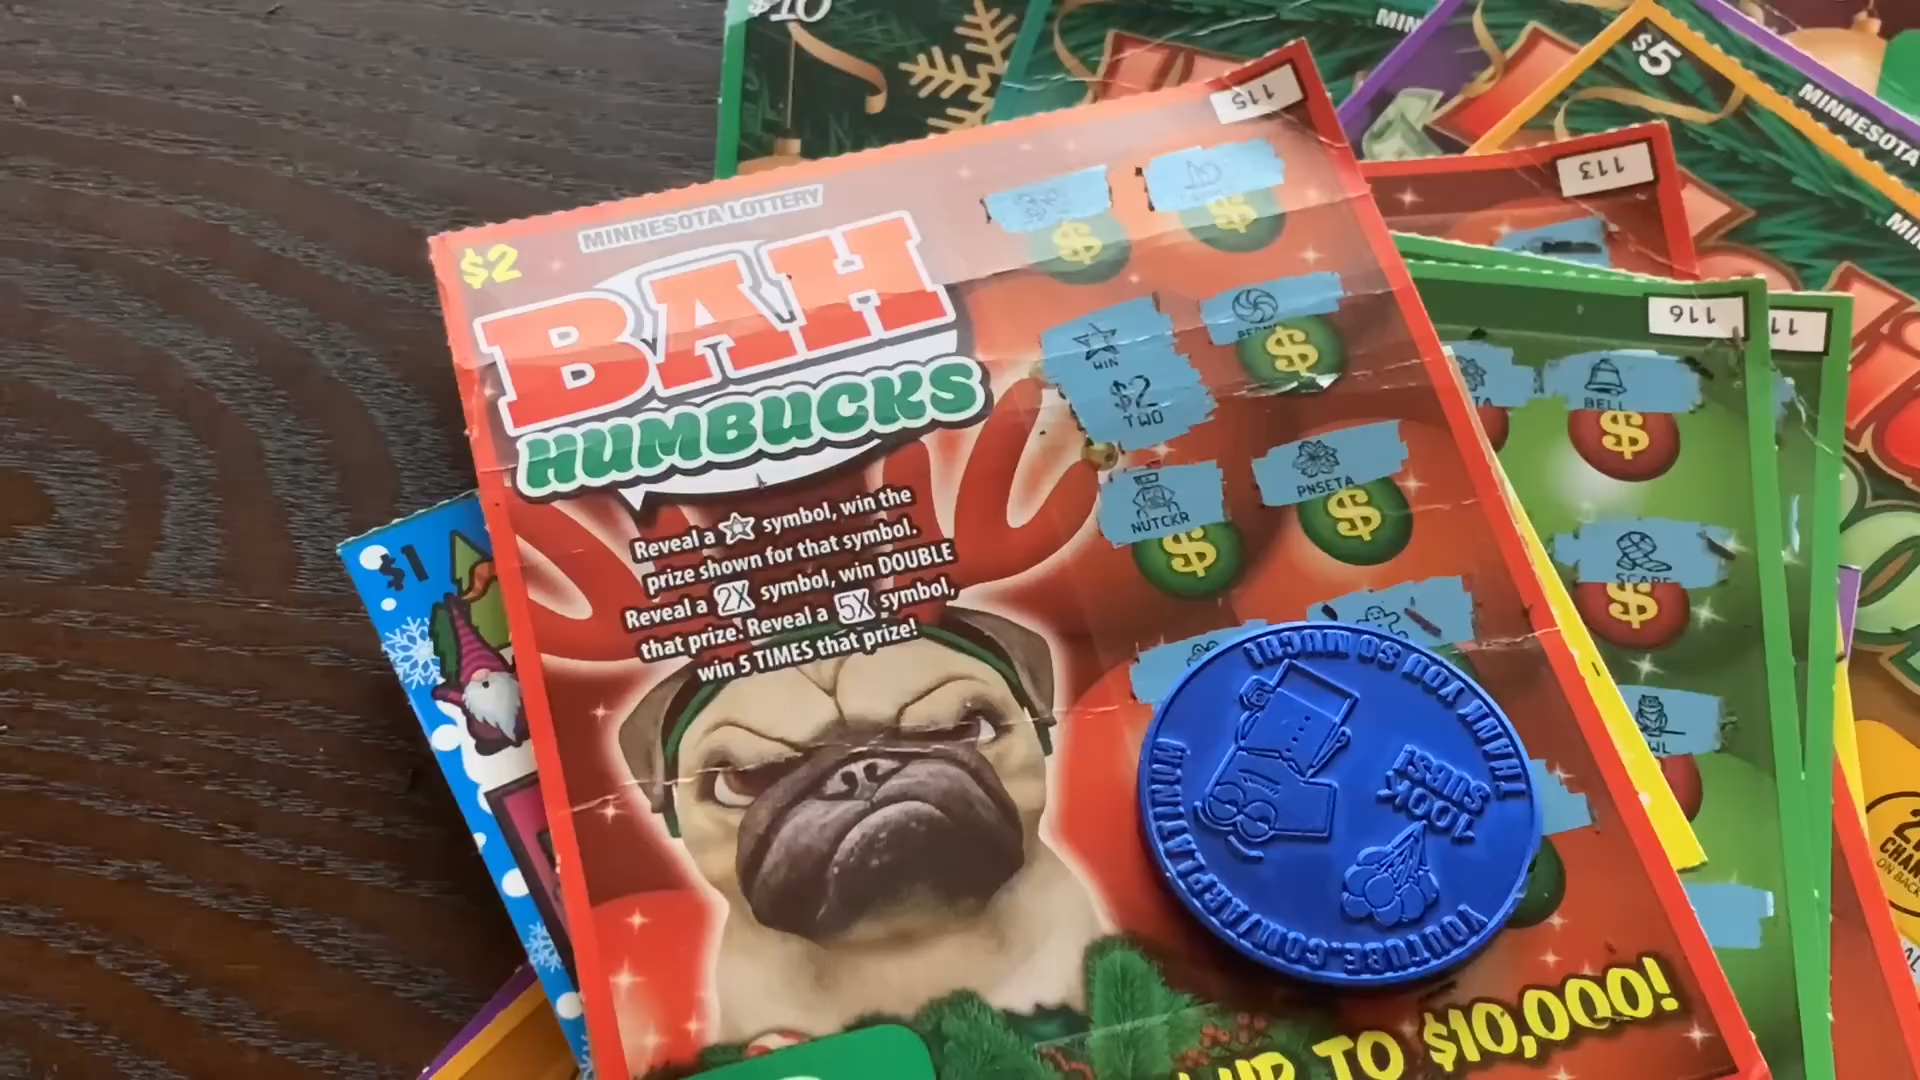 $10
MINNESOTA LOTTERY
$2
BAH
HUMBUCKS
Reveal a symbol, win the
prize shown for that symbol.
Reveal a 2X symbol, win DOUBLE
that prize. Reveal a 5X symbol,
win 5 TIMES that prize!
115
WIN
$2
TWO
NUTCKR
PNSETA
UP TO $10,000!
THANK YOU SO MUCH!
100K
SUBS!
YOUTUBE.COM/ARPLATINUM
$1
$5
MINNESOTA
113
116
11
BELL
SCARF